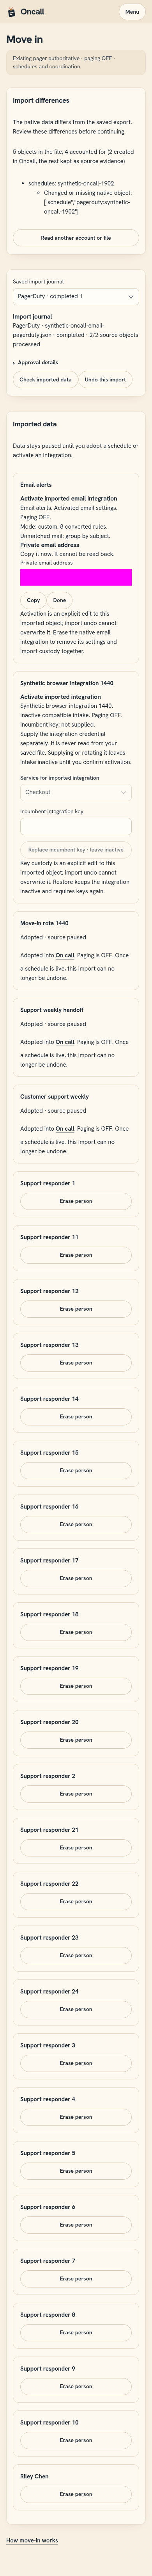 Oncall
Menu
Move in
Existing pager authoritative · paging OFF ·
schedules and coordination
Import differences
The native data differs from the saved export.
Review these differences before continuing.
5 objects in the file, 4 accounted for (2 created
in Oncall, the rest kept as source evidence)
schedules: synthetic-oncall-1902
Changed or missing native object:
["schedule","pagerduty:synthetic-
oncall-1902"]
Read another account or file
Saved import journal
PagerDuty · completed 1
Import journal
PagerDuty · synthetic-oncall-email-
pagerduty.json · completed · 2/2 source objects
processed
Approval details
Check imported data
Undo this import
Imported data
Data stays paused until you adopt a schedule or
activate an integration.
Email alerts
Activate imported email integration
Email alerts. Activated email settings.
Paging OFF.
Mode: custom. 8 converted rules.
Unmatched email: group by subject.
Private email address
Copy it now. It cannot be read back.
Private email address
Copy
Done
Activation is an explicit edit to this
imported object; import undo cannot
overwrite it. Erase the native email
integration to remove its settings and
import custody together.
Synthetic browser integration 1440
Activate imported integration
Synthetic browser integration 1440.
Inactive compatible intake. Paging OFF.
Incumbent key: not supplied.
Supply the integration credential
separately. It is never read from your
saved file. Supplying or rotating it leaves
intake inactive until you confirm activation.
Service for imported integration
Checkout
Incumbent integration key
Replace incumbent key · leave inactive
Key custody is an explicit edit to this
imported object; import undo cannot
overwrite it. Restore keeps the integration
inactive and requires keys again.
Move-in rota 1440
Adopted · source paused
Adopted into On call. Paging is OFF. Once
a schedule is live, this import can no
longer be undone.
Support weekly handoff
Adopted · source paused
Adopted into On call. Paging is OFF. Once
a schedule is live, this import can no
longer be undone.
Customer support weekly
Adopted · source paused
Adopted into On call. Paging is OFF. Once
a schedule is live, this import can no
longer be undone.
Support responder 1
Erase person
Support responder 11
Erase person
Support responder 12
Erase person
Support responder 13
Erase person
Support responder 14
Erase person
Support responder 15
Erase person
Support responder 16
Erase person
Support responder 17
Erase person
Support responder 18
Erase person
Support responder 19
Erase person
Support responder 20
Erase person
Support responder 2
Erase person
Support responder 21
Erase person
Support responder 22
Erase person
Support responder 23
Erase person
Support responder 24
Erase person
Support responder 3
Erase person
Support responder 4
Erase person
Support responder 5
Erase person
Support responder 6
Erase person
Support responder 7
Erase person
Support responder 8
Erase person
Support responder 9
Erase person
Support responder 10
Erase person
Riley Chen
Erase person
How move-in works